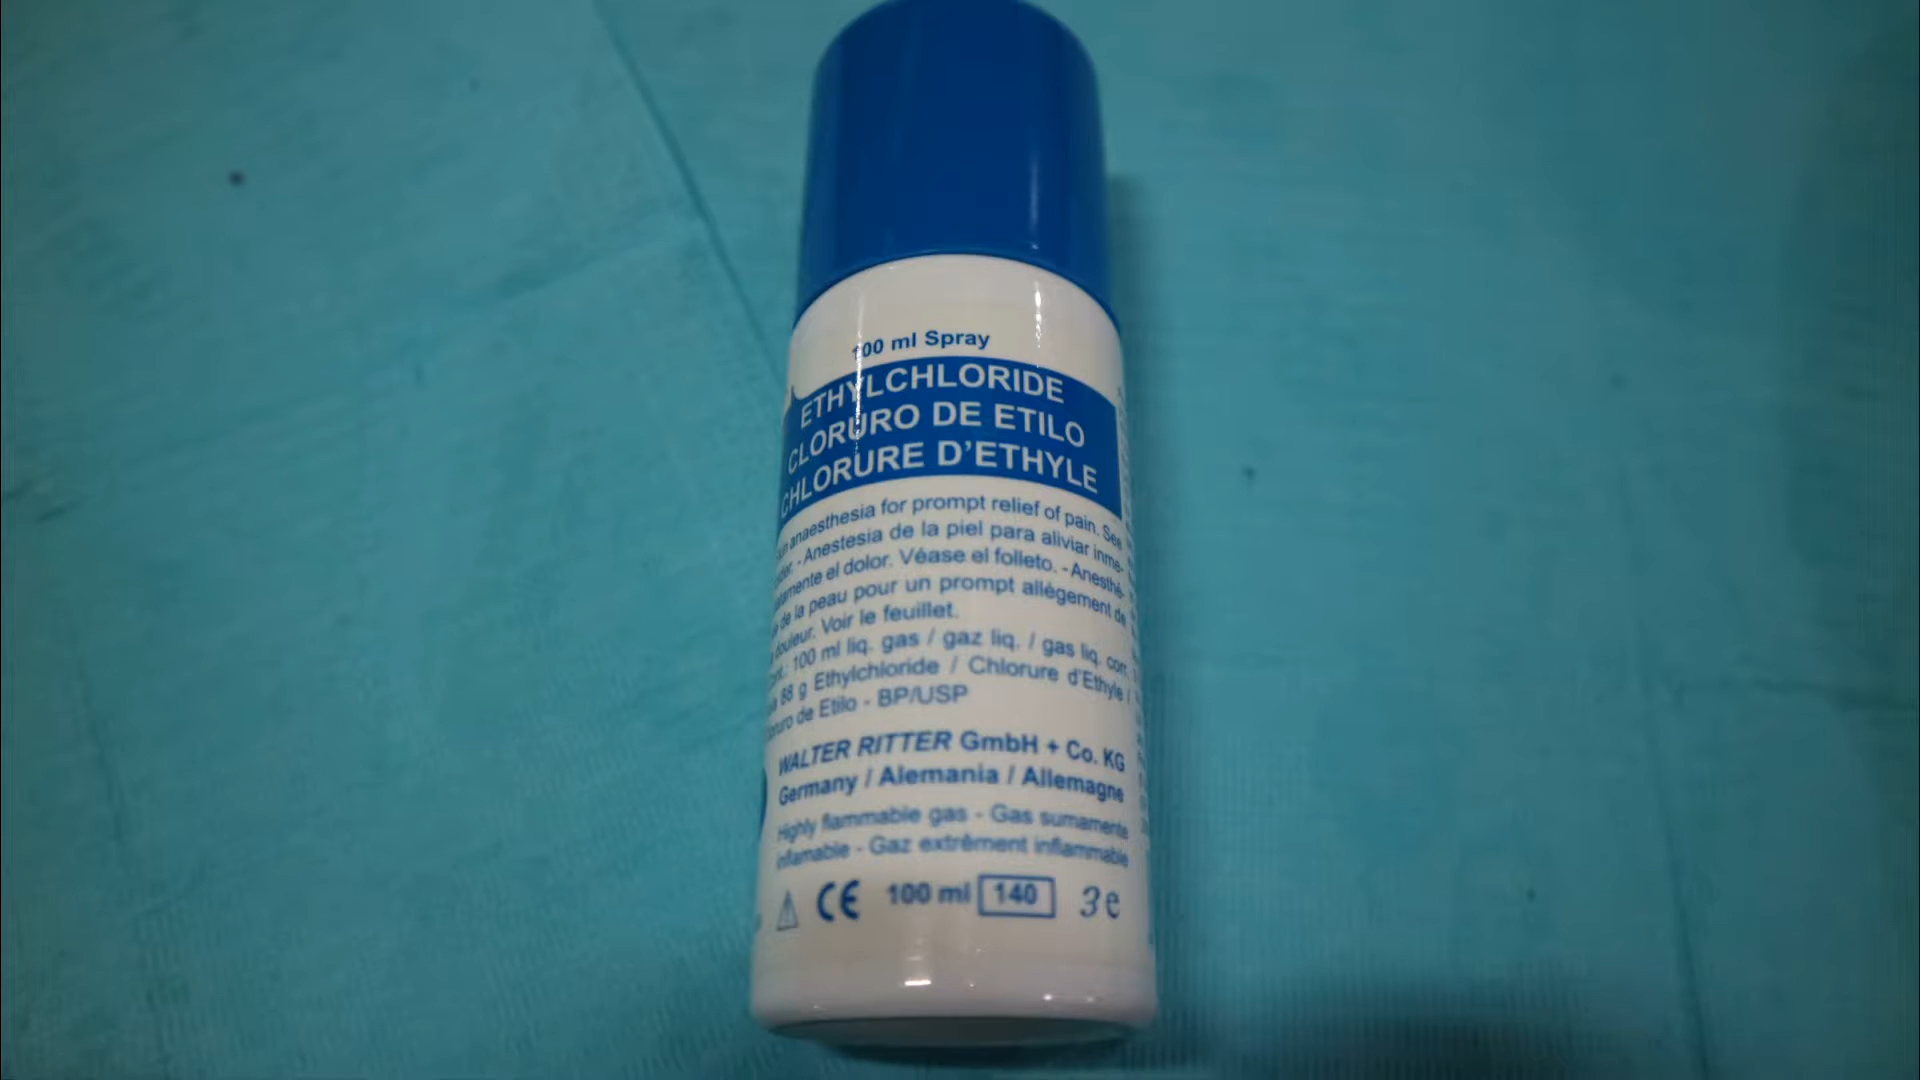 100 ml Spray
ETHYLCHLORIDE
CLORURO DE ETILO
CHLORURE D'ETHYLE
anaesthesia for prompt relief of pain. See
- Anestesia de la piel para aliviar inme-
el dolor. Véase el folleto. - Anesthé-
de la peau pour un prompt allégement de
douleur. Voir le feuillet.
100 ml liq. gas / gaz liq. / gas liq. corr.
88 g Ethylchloride / Chlorure d'Ethyle /
de Etilo - BP/USP
WALTER RITTER GmbH + Co. KG
Germany / Alemania / Allemagne
Highly flammable gas - Gas sumamente
inflamable - Gaz extrêment inflammable
CE 100 ml 140 3e